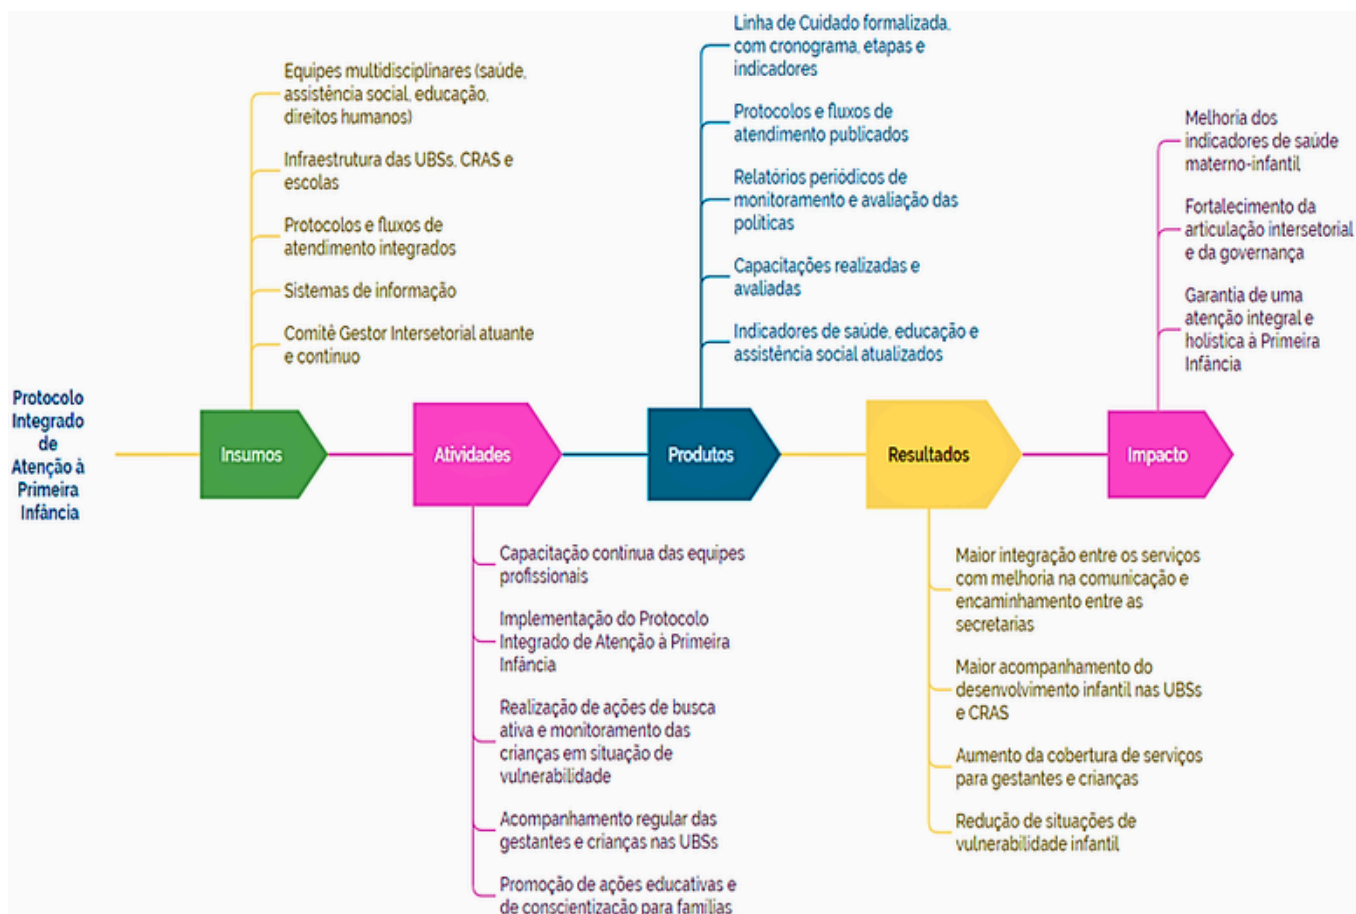 Protocolo
Integrado
de
Atenção à
Primeira
Infância
Insumos
Equipes multidisciplinares (saúde,
assistência social, educação,
direitos humanos)
Infraestrutura das UBSs, CRAS e
escolas
Protocolos e fluxos de
atendimento integrados
Sistemas de informação
Comitê Gestor Intersetorial atuante
e contínuo
Atividades
Capacitação contínua das equipes
profissionais
Implementação do Protocolo
Integrado de Atenção à Primeira
Infância
Realização de ações de busca
ativa e monitoramento das
crianças em situação de
vulnerabilidade
Acompanhamento regular das
gestantes e crianças nas UBSs
Promoção de ações educativas e
de conscientização para famílias
Produtos
Linha de Cuidado formalizada,
com cronograma, etapas e
indicadores
Protocolos e fluxos de
atendimento publicados
Relatórios periódicos de
monitoramento e avaliação das
políticas
Capacitações realizadas e
avaliadas
Indicadores de saúde, educação e
assistência social atualizados
Resultados
Maior integração entre os serviços
com melhoria na comunicação e
encaminhamento entre as
secretarias
Maior acompanhamento do
desenvolvimento infantil nas UBSs
e CRAS
Aumento da cobertura de serviços
para gestantes e crianças
Redução de situações de
vulnerabilidade infantil
Impacto
Melhoria dos
indicadores de saúde
materno-infantil
Fortalecimento da
articulação intersetorial
e da governança
Garantia de uma
atenção integral e
holística à Primeira
Infância